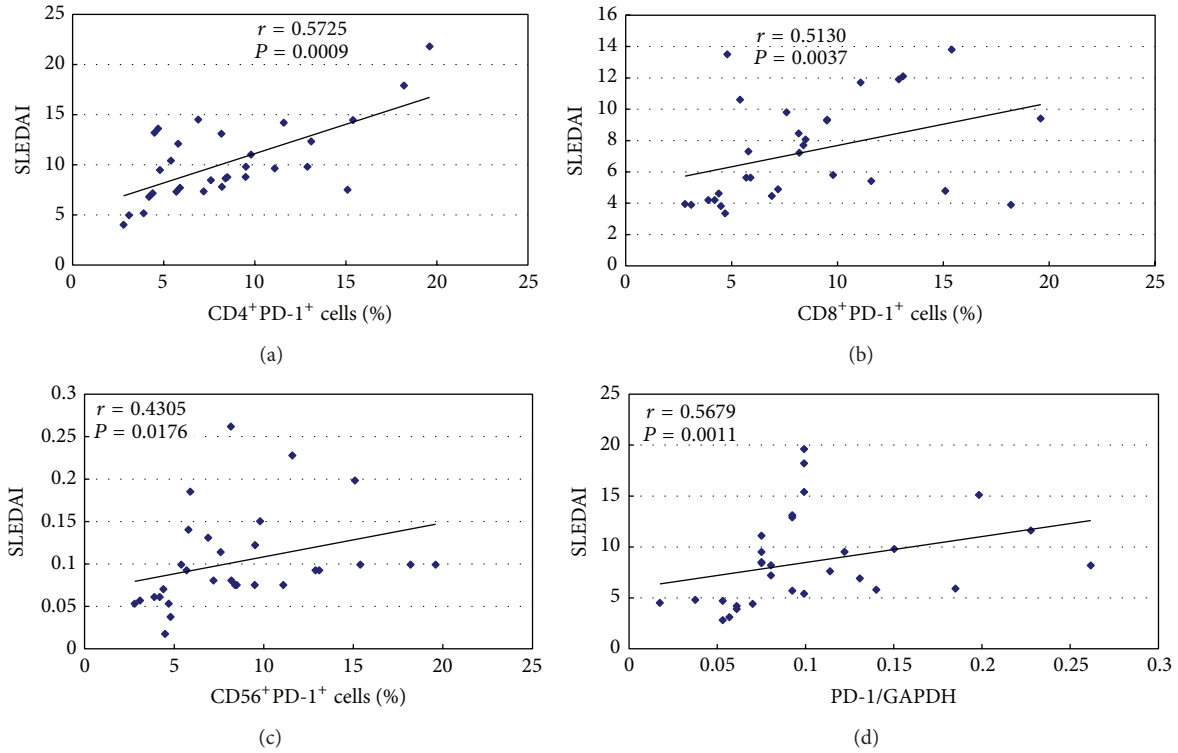 r = 0.5725
P = 0.0009
25
20
15
10
5
0
SLEDAI
0 5 10 15 20 25
CD4⁺PD-1⁺ cells (%)
(a)
r = 0.5130
P = 0.0037
16
14
12
10
8
6
4
2
0
SLEDAI
0 5 10 15 20 25
CD8⁺PD-1⁺ cells (%)
(b)
r = 0.4305
P = 0.0176
0.3
0.25
0.2
0.15
0.1
0.05
0
SLEDAI
0 5 10 15 20 25
CD56⁺PD-1⁺ cells (%)
(c)
r = 0.5679
P = 0.0011
25
20
15
10
5
0
SLEDAI
0 0.05 0.1 0.15 0.2 0.25 0.3
PD-1/GAPDH
(d)